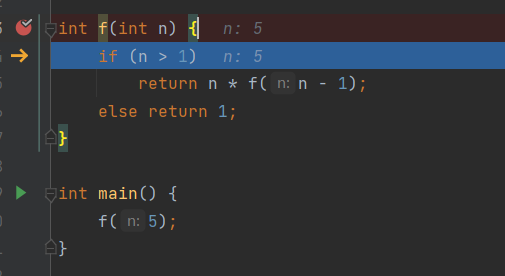 int f(int n) { n: 5
if (n > 1) n: 5
return n * f( n: n - 1);
else return 1;
}
int main() {
f( n: 5);
}